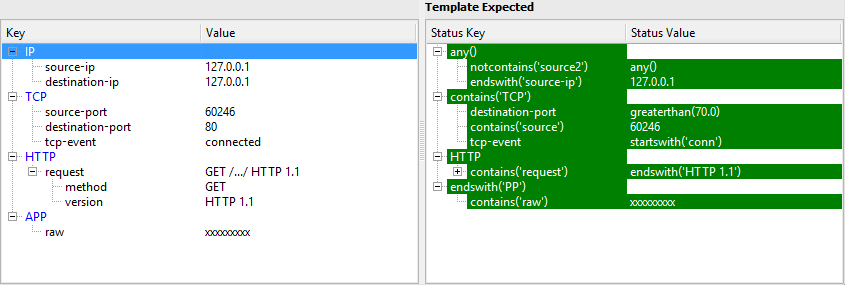 Template Expected
Key Value
IP
source-ip 127.0.0.1
destination-ip 127.0.0.1
TCP
source-port 60246
destination-port 80
tcp-event connected
HTTP
request GET /.../ HTTP 1.1
method GET
version HTTP 1.1
APP
raw xxxxxxxxx
Status Key Status Value
any()
notcontains('source2') any()
endswith('source-ip') 127.0.0.1
contains('TCP')
destination-port greaterthan(70.0)
contains('source') 60246
tcp-event startswith('conn')
HTTP
contains('request') endswith('HTTP 1.1')
endswith('PP')
contains('raw') xxxxxxxxx